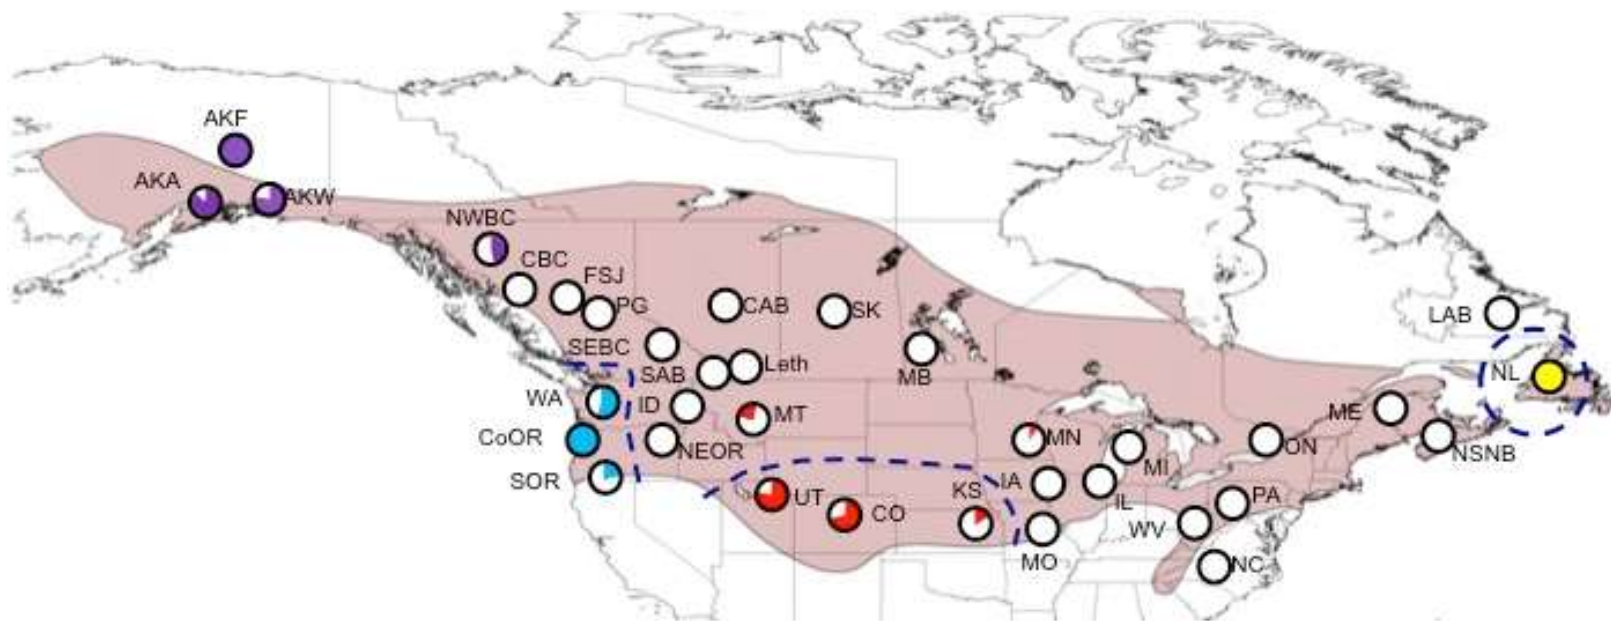 AKF
AKA
AKW
NWBC
CBC
FSJ
PG
CAB
SK
LAB
SEBC
SAB
Leth
MB
NL
WA
ID
MT
ME
CoOR
NEOR
MN
MI
ON
NSNB
SOR
UT
CO
KS
IA
IL
PA
WV
MO
NC